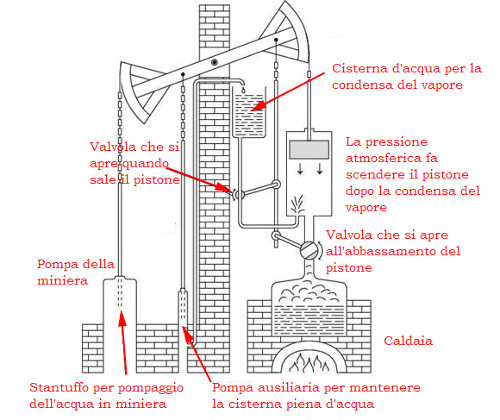 Cisterna d'acqua per la
condensa del vapore
Valvola che si
apre quando
sale il pistone
La pressione
atmosferica fa
scendere il pistone
dopo la condensa del
vapore
Valvola che si apre
all'abbassamento del
pistone
Pompa della
miniera
Caldaia
Stantuffo per pompaggio
dell'acqua in miniera
Pompa ausiliaria per mantenere
la cisterna piena d'acqua